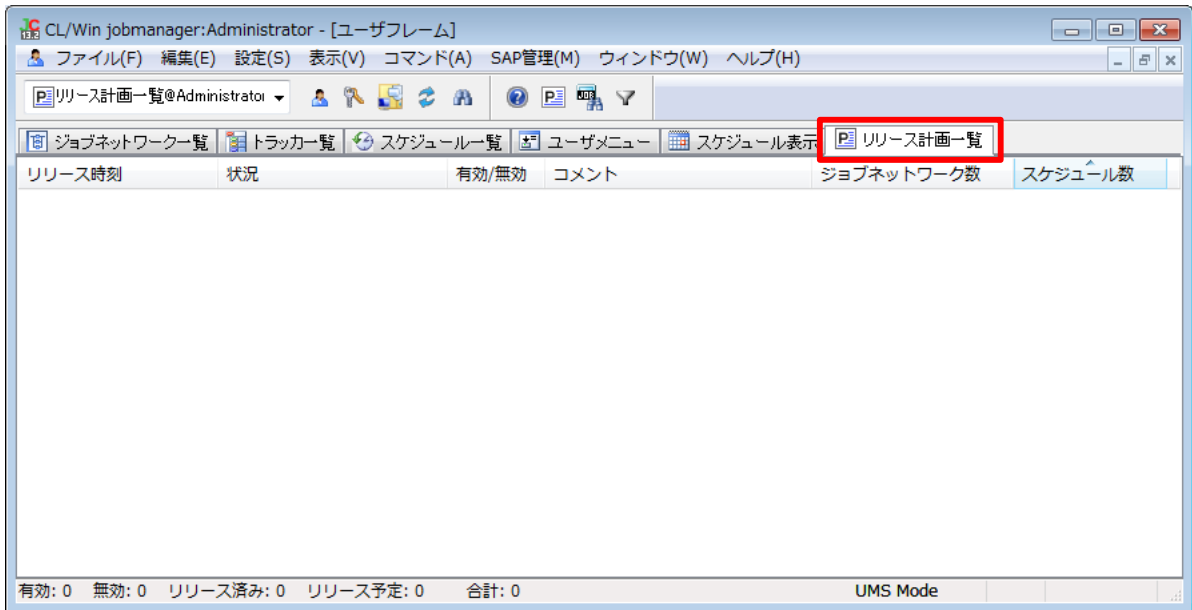 CL/Win jobmanager:Administrator - [ユーザフレーム]
ファイル(F) 編集(E) 設定(S) 表示(V) コマンド(A) SAP管理(M) ウィンドウ(W) ヘルプ(H)
リリース計画一覧@Administrator
ジョブネットワーク一覧 トラッカ一覧 スケジュール一覧 ユーザメニュー スケジュール表示 リリース計画一覧
リリース時刻 状況 有効/無効 コメント ジョブネットワーク数 スケジュール数
有効: 0 無効: 0 リリース済み: 0 リリース予定: 0 合計: 0 UMS Mode